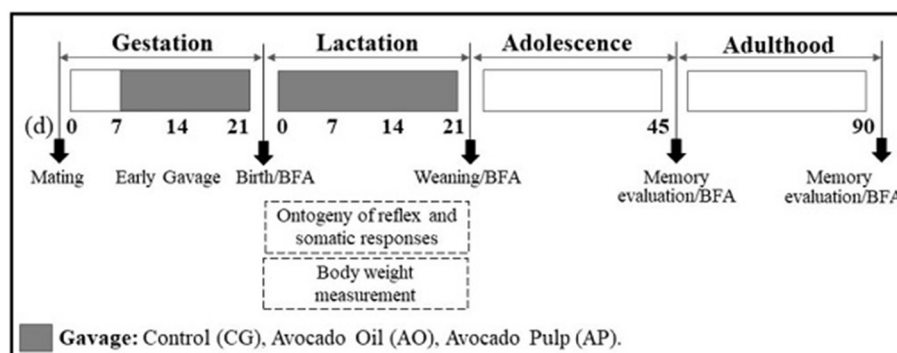 Gestation Lactation Adolescence Adulthood
(d) 0 7 14 21 0 7 14 21 45 90
Mating Early Gavage Birth/BFA Weaning/BFA Memory evaluation/BFA Memory evaluation/BFA
Ontogeny of reflex and
somatic responses
Body weight
measurement
Gavage: Control (CG), Avocado Oil (AO), Avocado Pulp (AP).